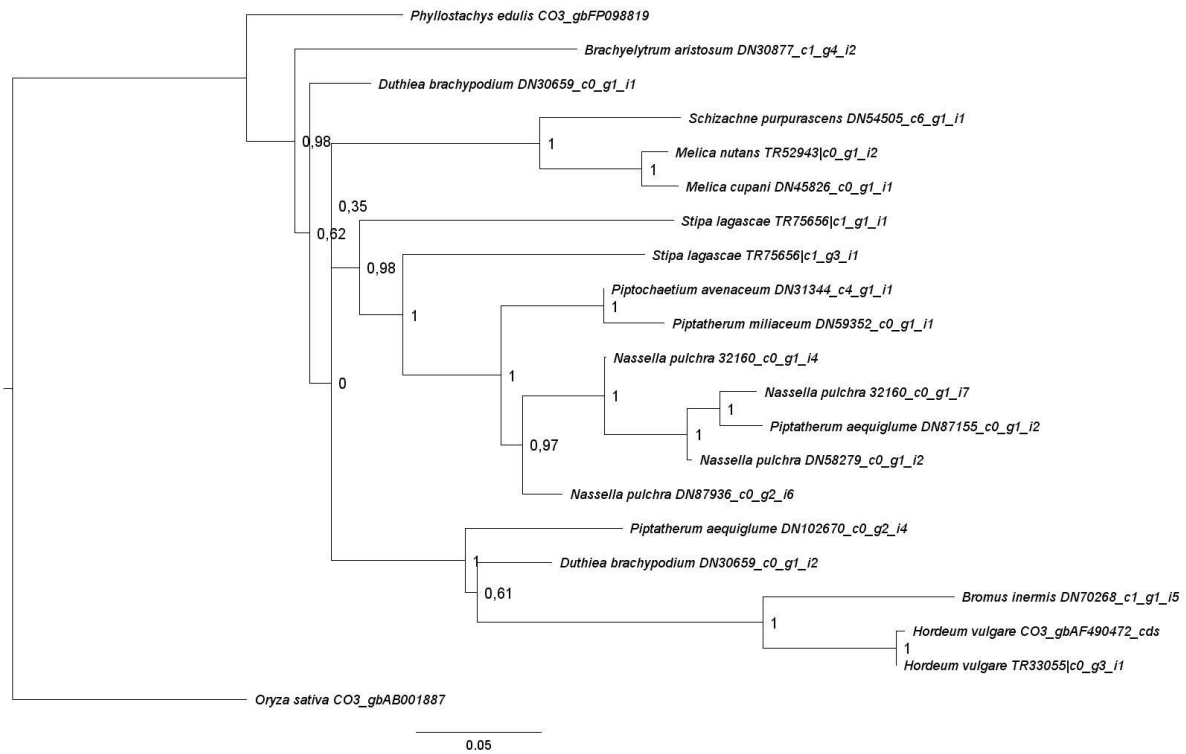 Phyllostachys edulis CO3_gbFP098819
Brachyelytrum aristosum DN30877_c1_g4_i2
Duthiea brachypodium DN30659_c0_g1_i1
Schizachne purpurascens DN54505_c6_g1_i1
0,98
1
Melica nutans TR52943|c0_g1_i2
1
Melica cupani DN45826_c0_g1_i1
0,35
Stipa lagascae TR75656|c1_g1_i1
0,62
Stipa lagascae TR75656|c1_g3_i1
0,98
Piptochaetium avenaceum DN31344_c4_g1_i1
1
1
Piptatherum miliaceum DN59352_c0_g1_i1
Nassella pulchra 32160_c0_g1_i4
1
0
Nassella pulchra 32160_c0_g1_i7
1
1
Piptatherum aequiglume DN87155_c0_g1_i2
1
0,97
Nassella pulchra DN58279_c0_g1_i2
Nassella pulchra DN87936_c0_g2_i6
Piptatherum aequiglume DN102670_c0_g2_i4
1
Duthiea brachypodium DN30659_c0_g1_i2
0,61
Bromus inermis DN70268_c1_g1_i5
1
Hordeum vulgare CO3_gbAF490472_cds
1
Hordeum vulgare TR33055|c0_g3_i1
Oryza sativa CO3_gbAB001887
0.05